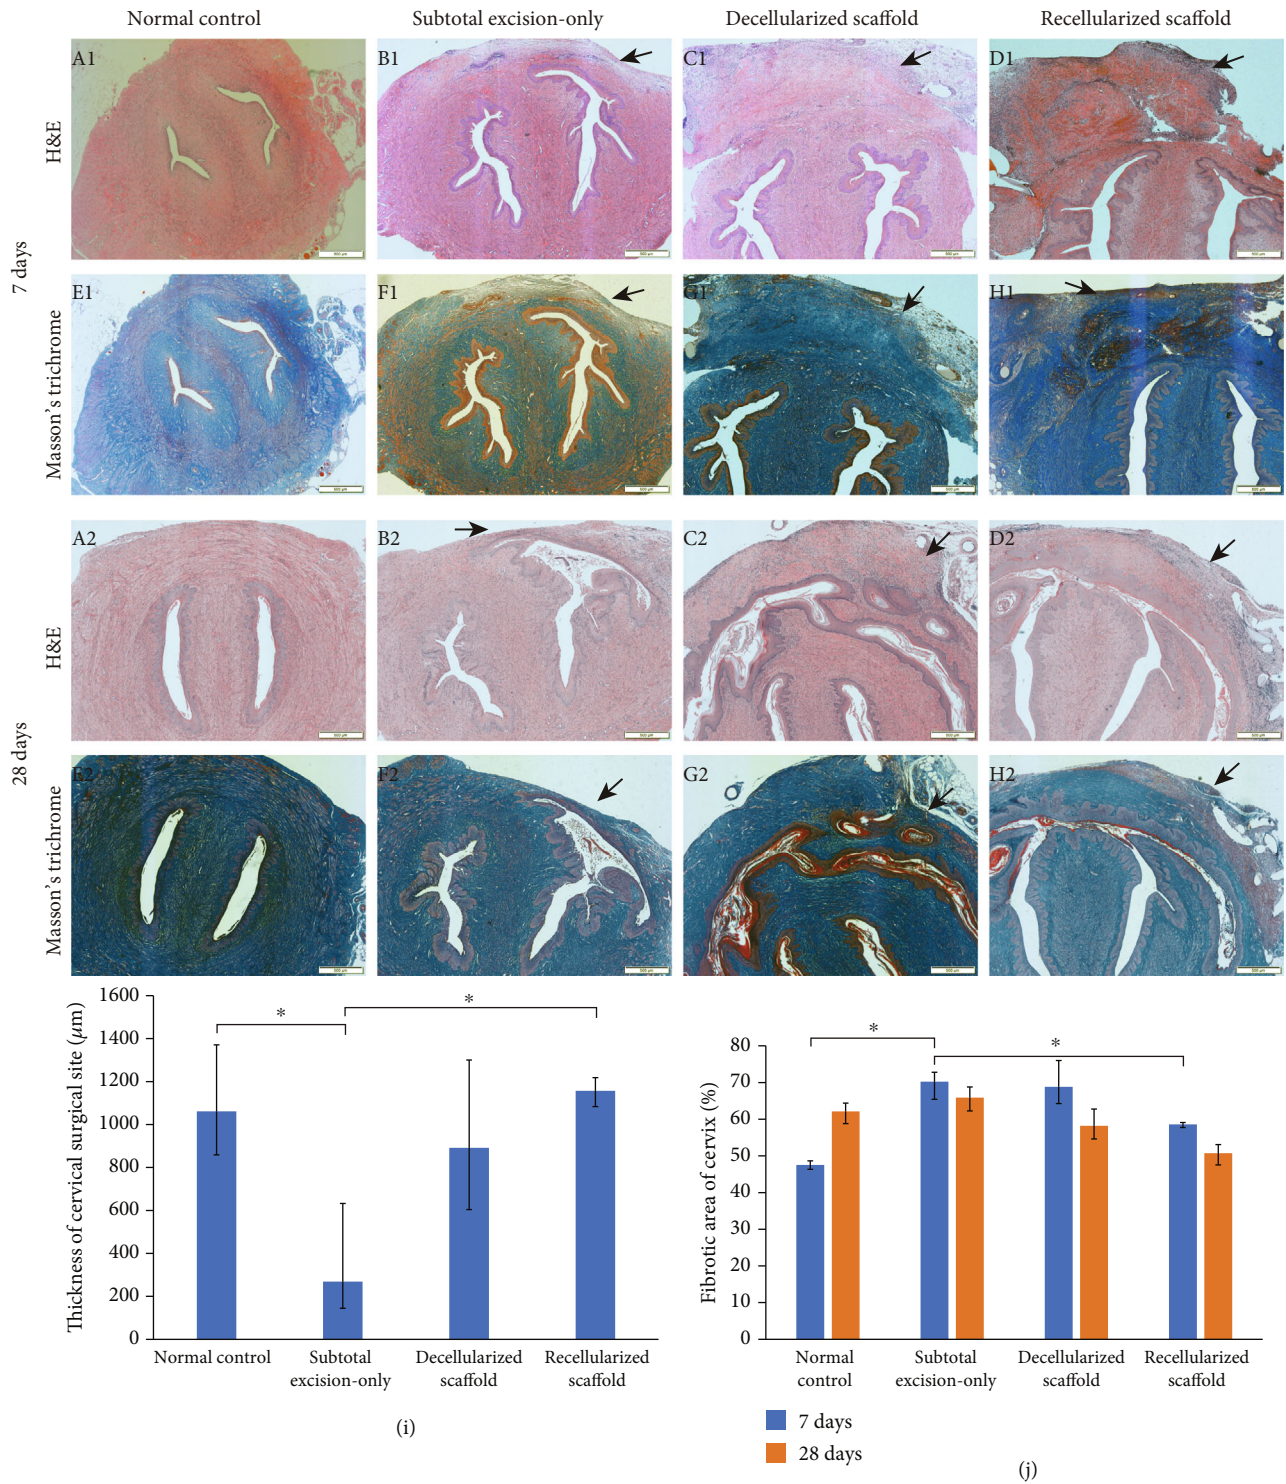 Normal control
Subtotal excision-only
Decellularized scaffold
Recellularized scaffold
7 days
H&E
A1
B1
C1
D1
Masson's trichrome
E1
F1
G1
H1
28 days
H&E
A2
B2
C2
D2
Masson's trichrome
E2
F2
G2
H2
Thickness of cervical surgical site (μm)
1600
1400
1200
1000
800
600
400
200
0
*
*
Normal control
Subtotal
excision-only
Decellularized
scaffold
Recellularized
scaffold
(i)
Fibrotic area of cervix (%)
80
70
60
50
40
30
20
10
0
*
*
Normal
control
Subtotal
excision-only
Decellularized
scaffold
Recellularized
scaffold
7 days
28 days
(j)